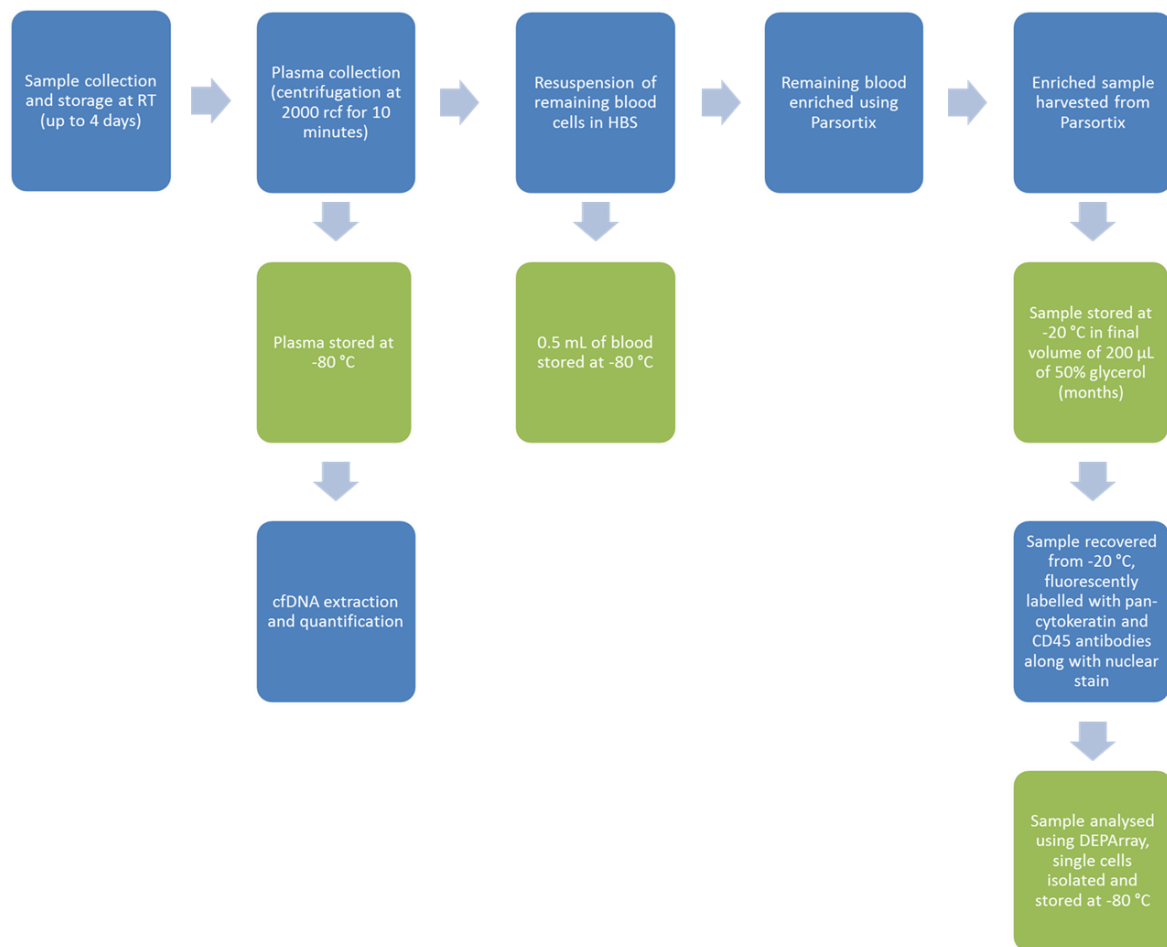 Sample collection
and storage at RT
(up to 4 days)
Plasma collection
(centrifugation at
2000 rcf for 10
minutes)
Resuspension of
remaining blood
cells in HBS
Remaining blood
enriched using
Parsortix
Enriched sample
harvested from
Parsortix
Plasma stored at
-80 °C
0.5 mL of blood
stored at -80 °C
Sample stored at
-20 °C in final
volume of 200 µL
of 50% glycerol
(months)
cfDNA extraction
and quantification
Sample recovered
from -20 °C,
fluorescently
labelled with pan-
cytokeratin and
CD45 antibodies
along with nuclear
stain
Sample analysed
using DEPArray,
single cells
isolated and
stored at -80 °C